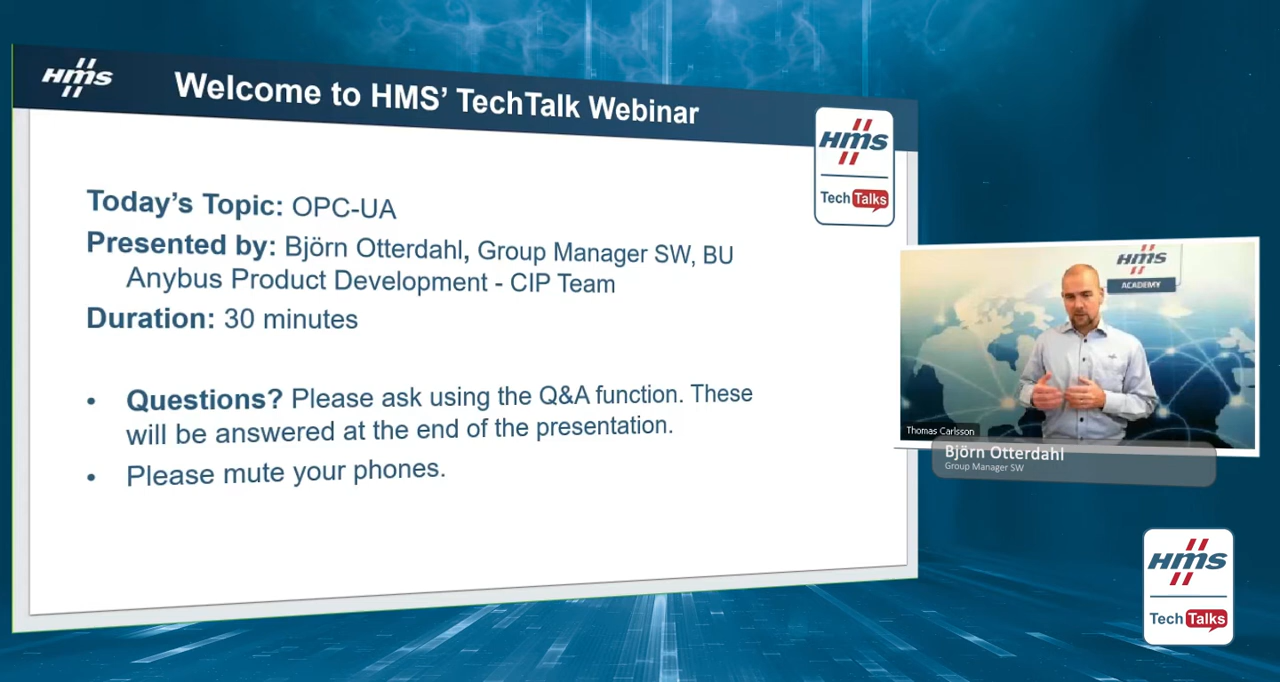 HMS
Welcome to HMS' TechTalk Webinar
HMS
Tech Talks
Today's Topic: OPC-UA
Presented by: Björn Otterdahl, Group Manager SW, BU
Anybus Product Development - CIP Team
Duration: 30 minutes
• Questions? Please ask using the Q&A function. These
will be answered at the end of the presentation.
• Please mute your phones.
HMS
ACADEMY
Thomas Carlsson
Björn Otterdahl
Group Manager SW
HMS
Tech Talks